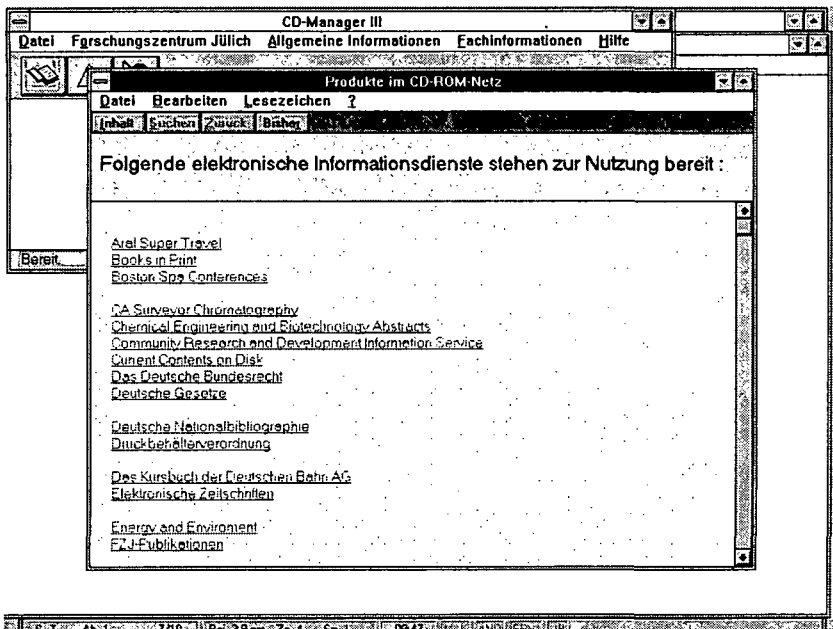 CD-Manager III
Datei Forschungszentrum Jülich Allgemeine Informationen Fachinformationen Hilfe
Produkte im CD-ROM-Netz
Datei Bearbeiten Lesezeichen ?
Inhalt Suchen Zurück Bisher
Folgende elektronische Informationsdienste stehen zur Nutzung bereit :
Aral Super Travel
Books in Print
Boston Spa Conferences
Bereit.
CA Surveyor Chromatography
Chemical Engineering and Biotechnology Abstracts
Community Research and Development Information Service
Current Contents on Disk
Das Deutsche Bundesrecht
Deutsche Gesetze
Deutsche Nationalbibliographie
Druckbehälterverordnung
Das Kursbuch der Deutschen Bahn AG
Elektronische Zeitschriften
Energy and Enviroment
FZJ-Publikationen